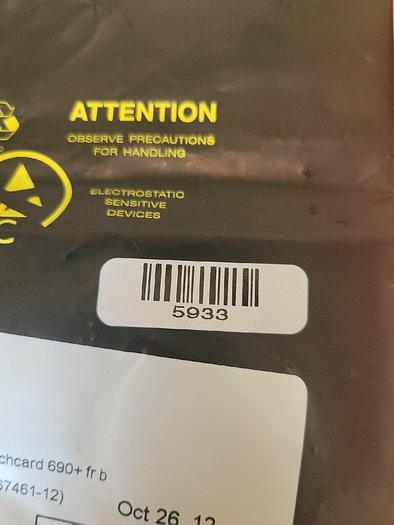 ATTENTION
OBSERVE PRECAUTIONS
FOR HANDLING
ELECTROSTATIC
SENSITIVE
DEVICES
C
5933
chcard 690+ fr b
67461-12)
Oct 26, 12